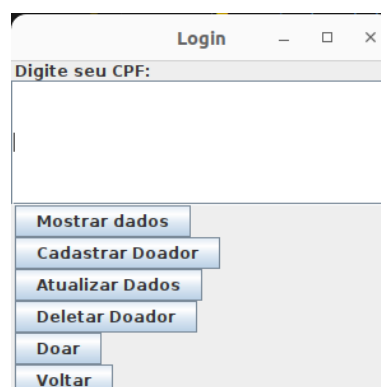 Login
Digite seu CPF:
Mostrar dados
Cadastrar Doador
Atualizar Dados
Deletar Doador
Doar
Voltar